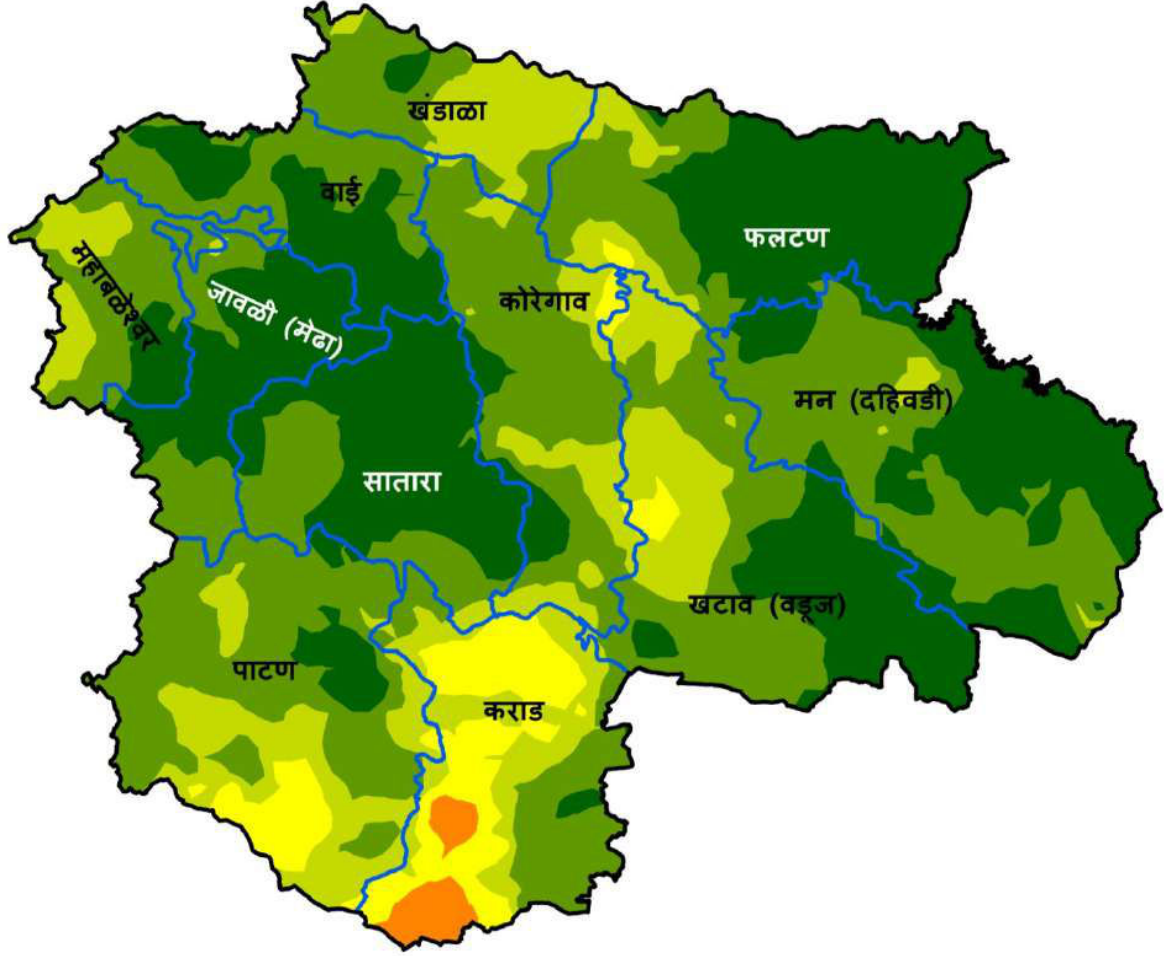 खंडाळा
वाई
फलटण
महाबळेश्वर
जावळी (मेढा)
कोरेगाव
मन (दहिवडी)
सातारा
खटाव (वडूज)
पाटण
कराड